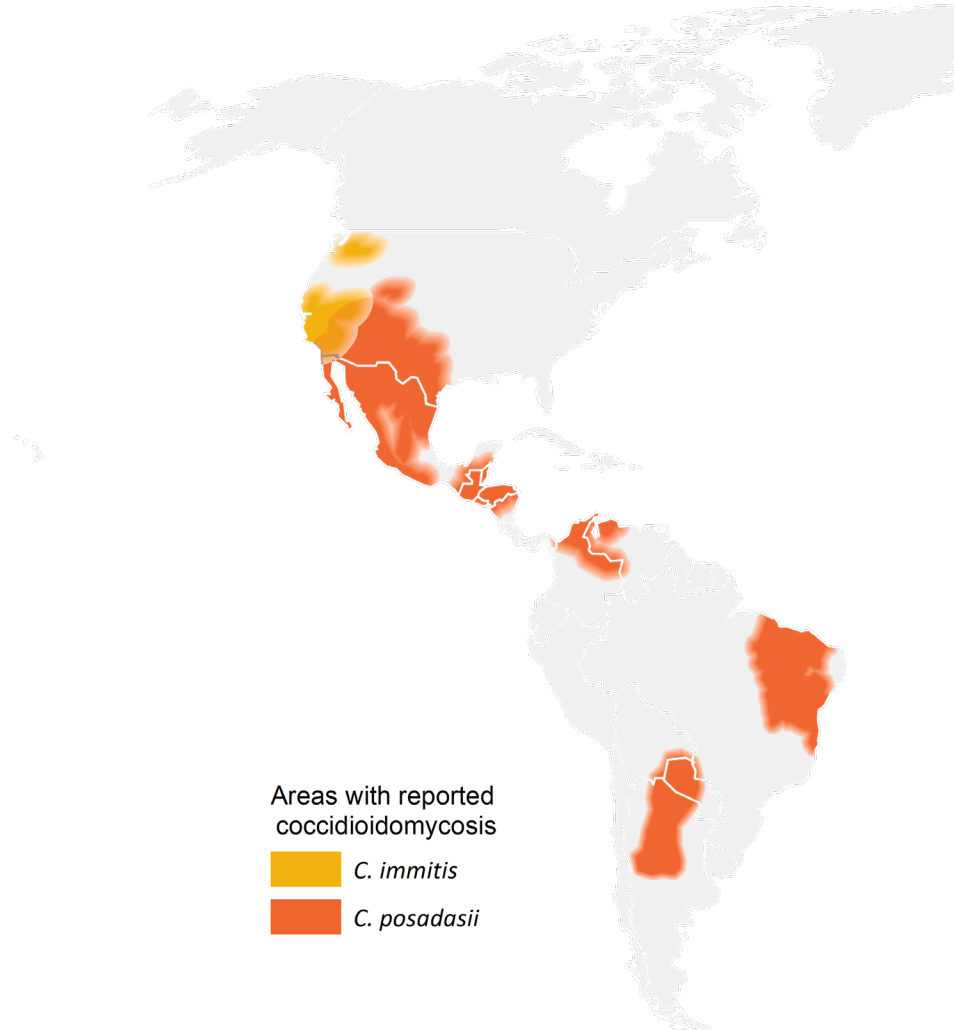 Areas with reported
coccidioidomycosis
C. immitis
C. posadasii